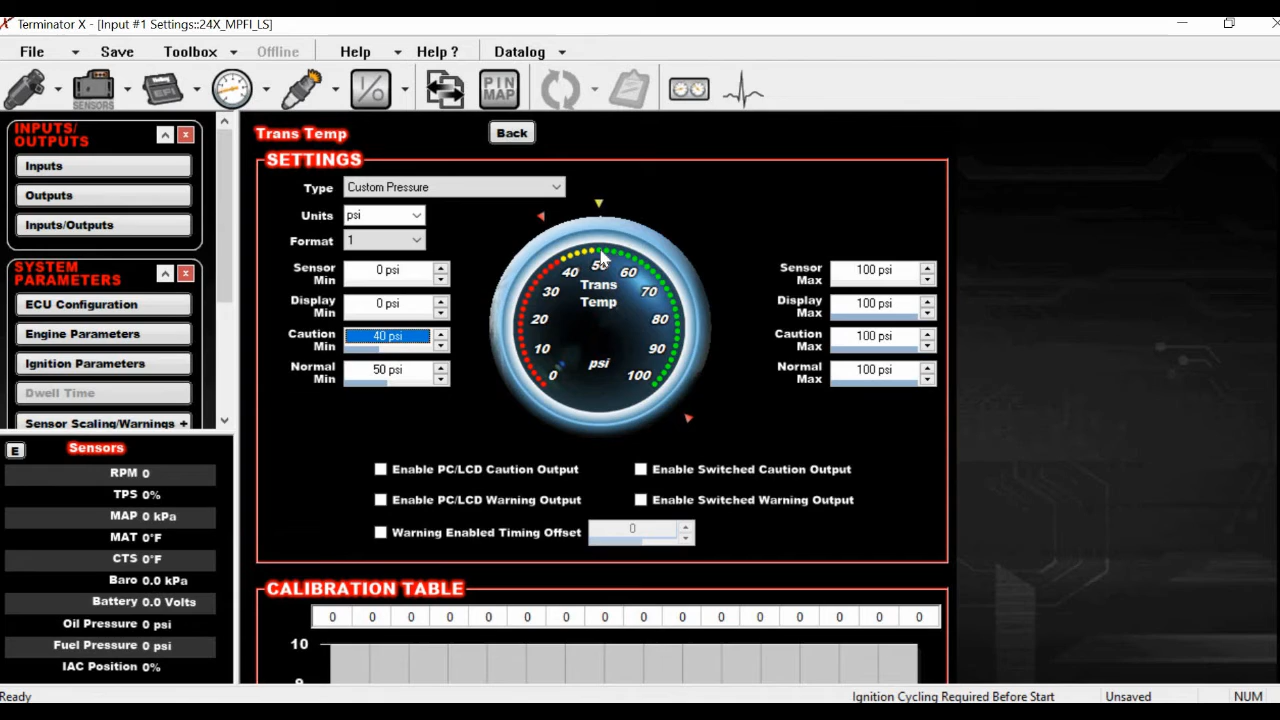 Terminator X - [Input #1 Settings::24X_MPFI_LS]
File Save Toolbox Offline Help Help ? Datalog
SENSORS EFI I/O PIN MAP
INPUTS/
OUTPUTS
Inputs
Outputs
Inputs/Outputs
SYSTEM
PARAMETERS
ECU Configuration
Engine Parameters
Ignition Parameters
Dwell Time
Sensor Scaling/Warnings +
E Sensors
RPM 0
TPS 0%
MAP 0 kPa
MAT 0°F
CTS 0°F
Baro 0.0 kPa
Battery 0.0 Volts
Oil Pressure 0 psi
Fuel Pressure 0 psi
IAC Position 0%
Trans Temp Back
SETTINGS
Type Custom Pressure
Units psi
Format 1
Sensor Min 0 psi
Display Min 0 psi
Caution Min 40 psi
Normal Min 50 psi
0 10 20 30 40 50 60 70 80 90 100
Trans
Temp
psi
Sensor Max 100 psi
Display Max 100 psi
Caution Max 100 psi
Normal Max 100 psi
Enable PC/LCD Caution Output Enable Switched Caution Output
Enable PC/LCD Warning Output Enable Switched Warning Output
Warning Enabled Timing Offset 0
CALIBRATION TABLE
0 0 0 0 0 0 0 0 0 0 0 0 0 0 0 0
10
Ready Ignition Cycling Required Before Start Unsaved NUM